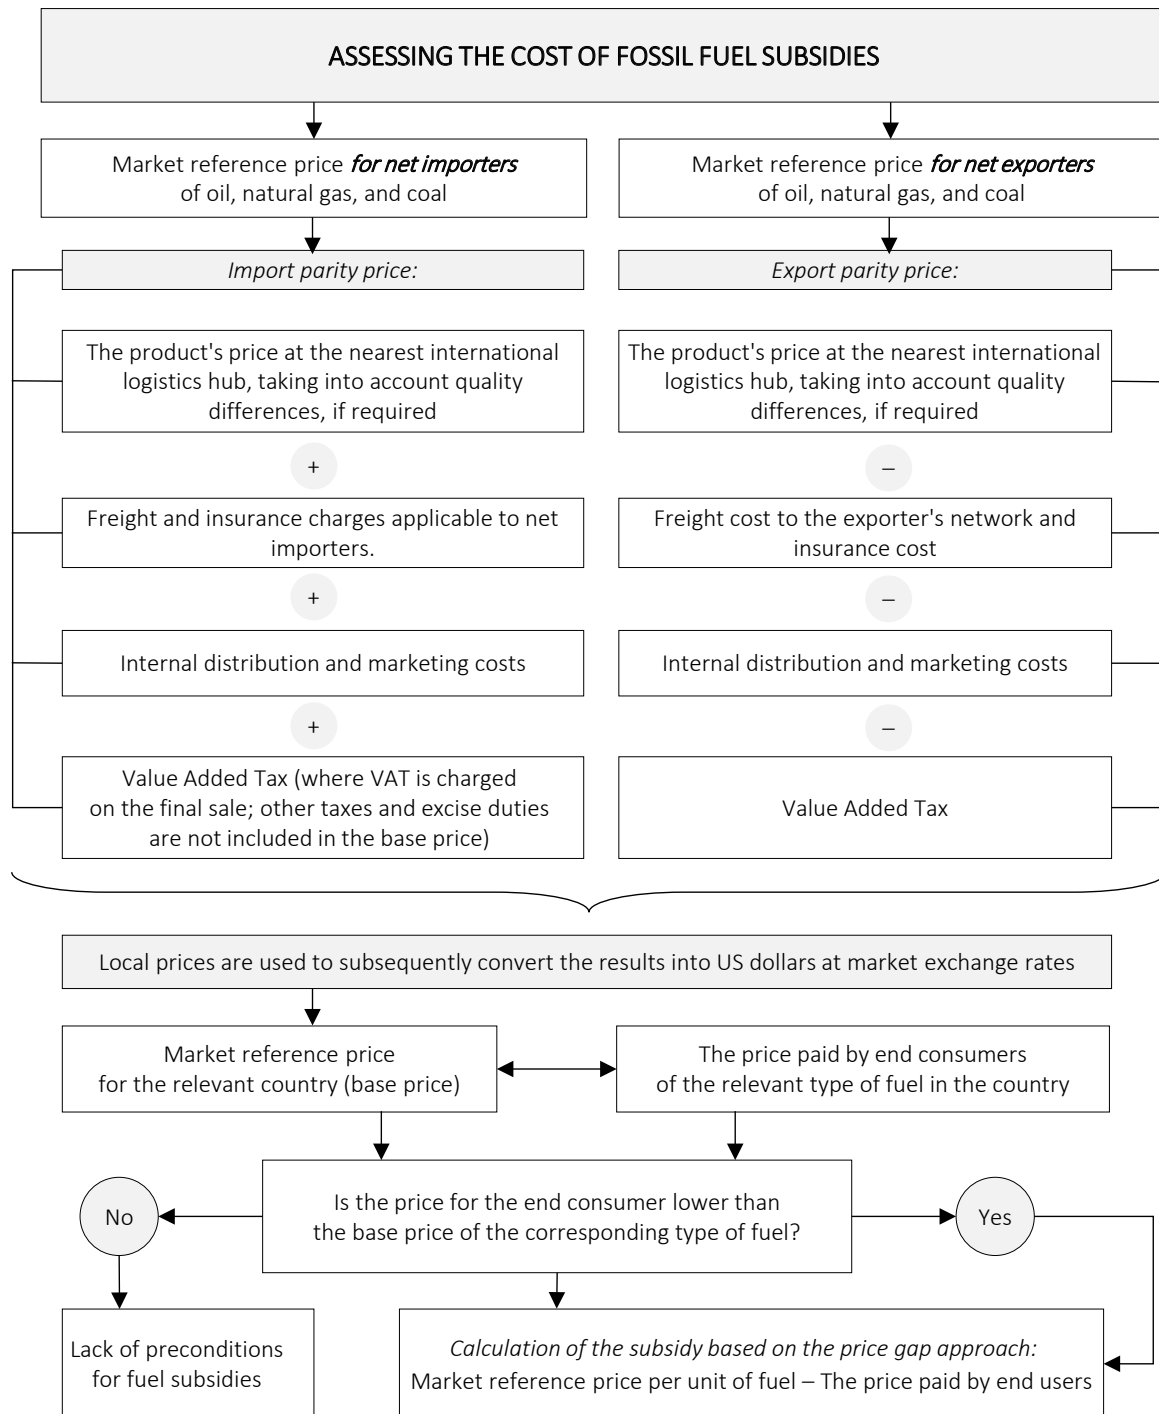 ASSESSING THE COST OF FOSSIL FUEL SUBSIDIES
Market reference price for net importers
of oil, natural gas, and coal
Market reference price for net exporters
of oil, natural gas, and coal
Import parity price:
Export parity price:
The product's price at the nearest international
logistics hub, taking into account quality
differences, if required
The product's price at the nearest international
logistics hub, taking into account quality
differences, if required
+
–
Freight and insurance charges applicable to net
importers.
Freight cost to the exporter's network and
insurance cost
+
–
Internal distribution and marketing costs
Internal distribution and marketing costs
+
–
Value Added Tax (where VAT is charged
on the final sale; other taxes and excise duties
are not included in the base price)
Value Added Tax
Local prices are used to subsequently convert the results into US dollars at market exchange rates
Market reference price
for the relevant country (base price)
The price paid by end consumers
of the relevant type of fuel in the country
Is the price for the end consumer lower than
the base price of the corresponding type of fuel?
No
Yes
Lack of preconditions
for fuel subsidies
Calculation of the subsidy based on the price gap approach:
Market reference price per unit of fuel – The price paid by end users